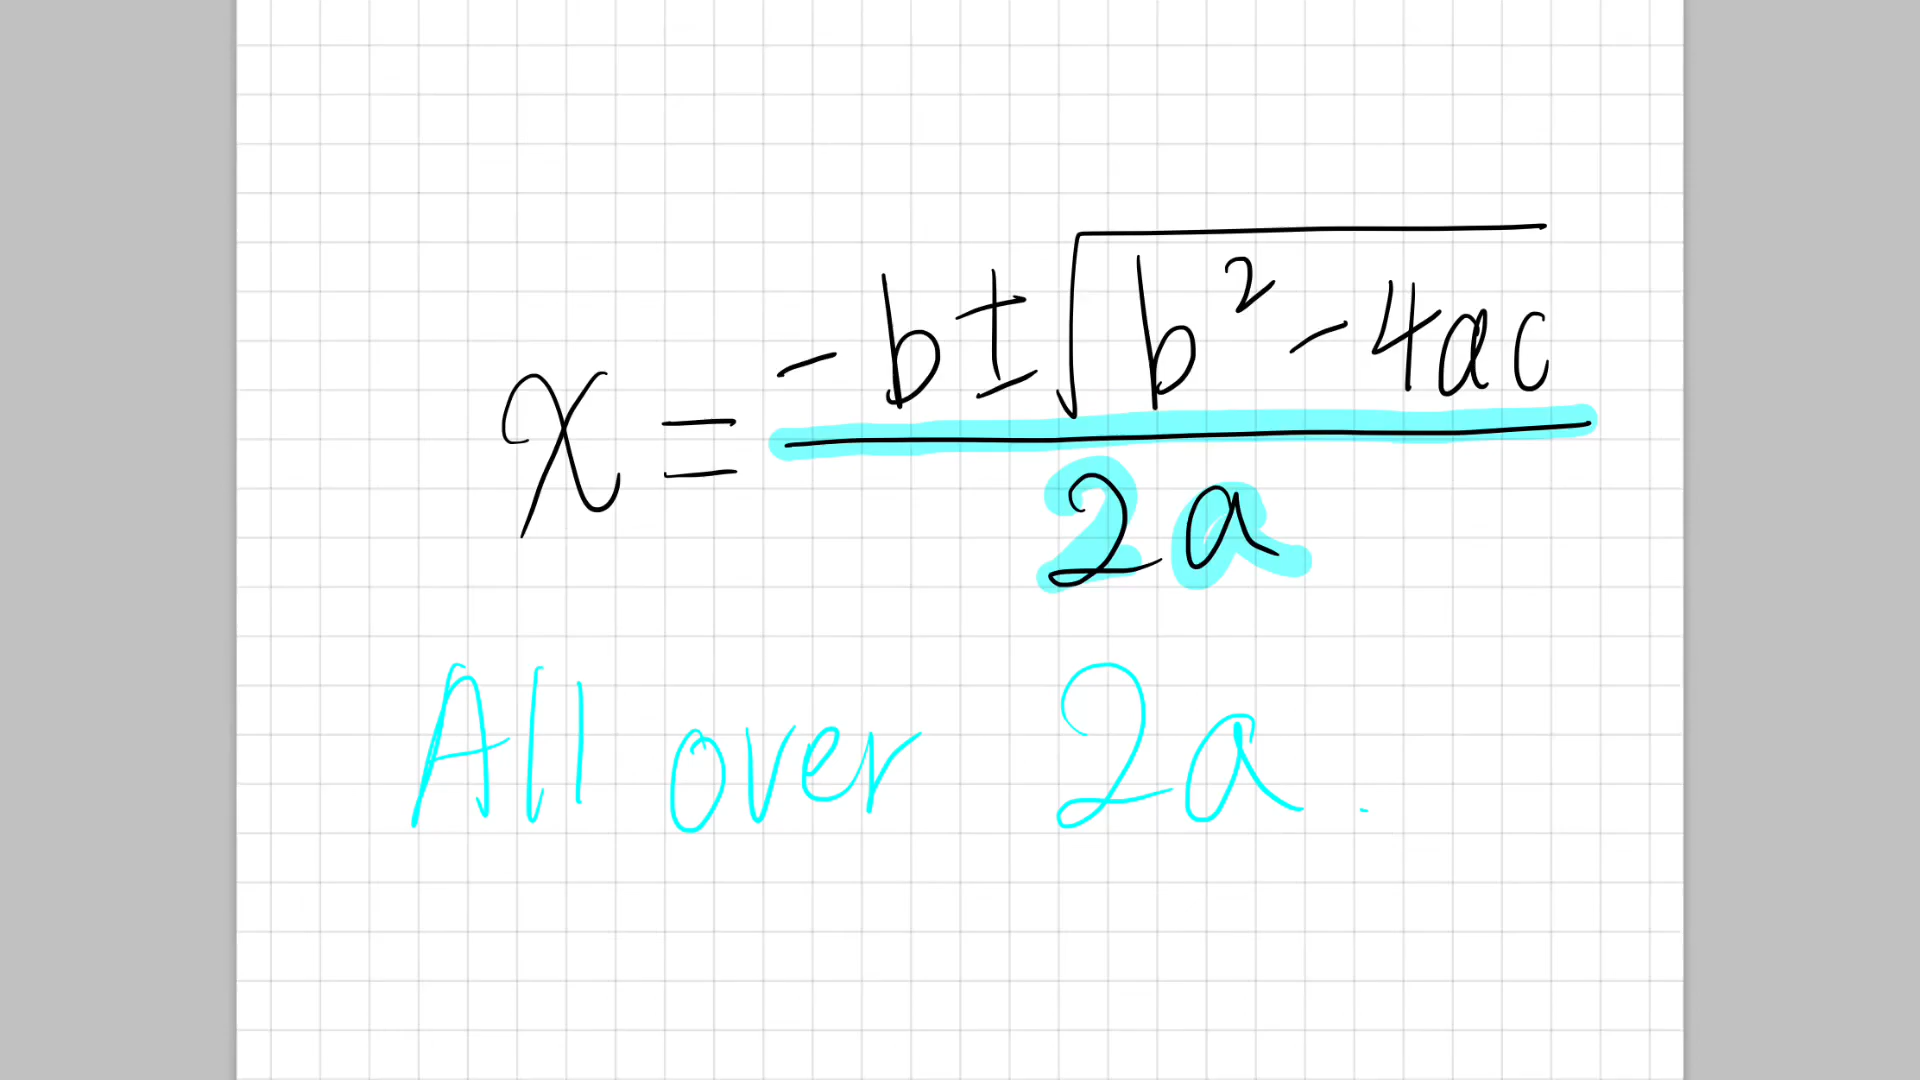 x = -b ± √(b² - 4ac) / 2a
All over 2a.